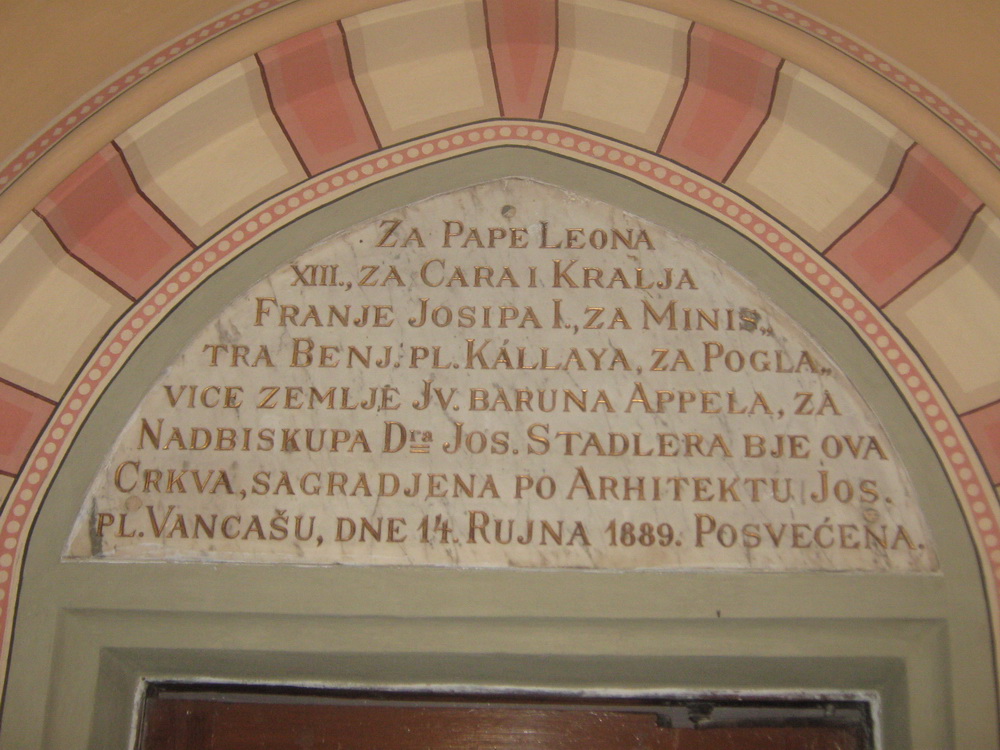 ZA PAPE LEONA
XIII., ZA CARA I KRALJA
FRANJE JOSIPA I., ZA MINIS„
TRA BENJ. PL. KÁLLAYA, ZA POGLA„
VICE ZEMLJE JV. BARUNA APPELA, ZA
NADBISKUPA Dra JOS. STADLERA BJE OVA
CRKVA, SAGRADJENA PO ARHITEKTU JOS.
PL. VANCAŠU, DNE 14. RUJNA 1889. POSVEĆENA.